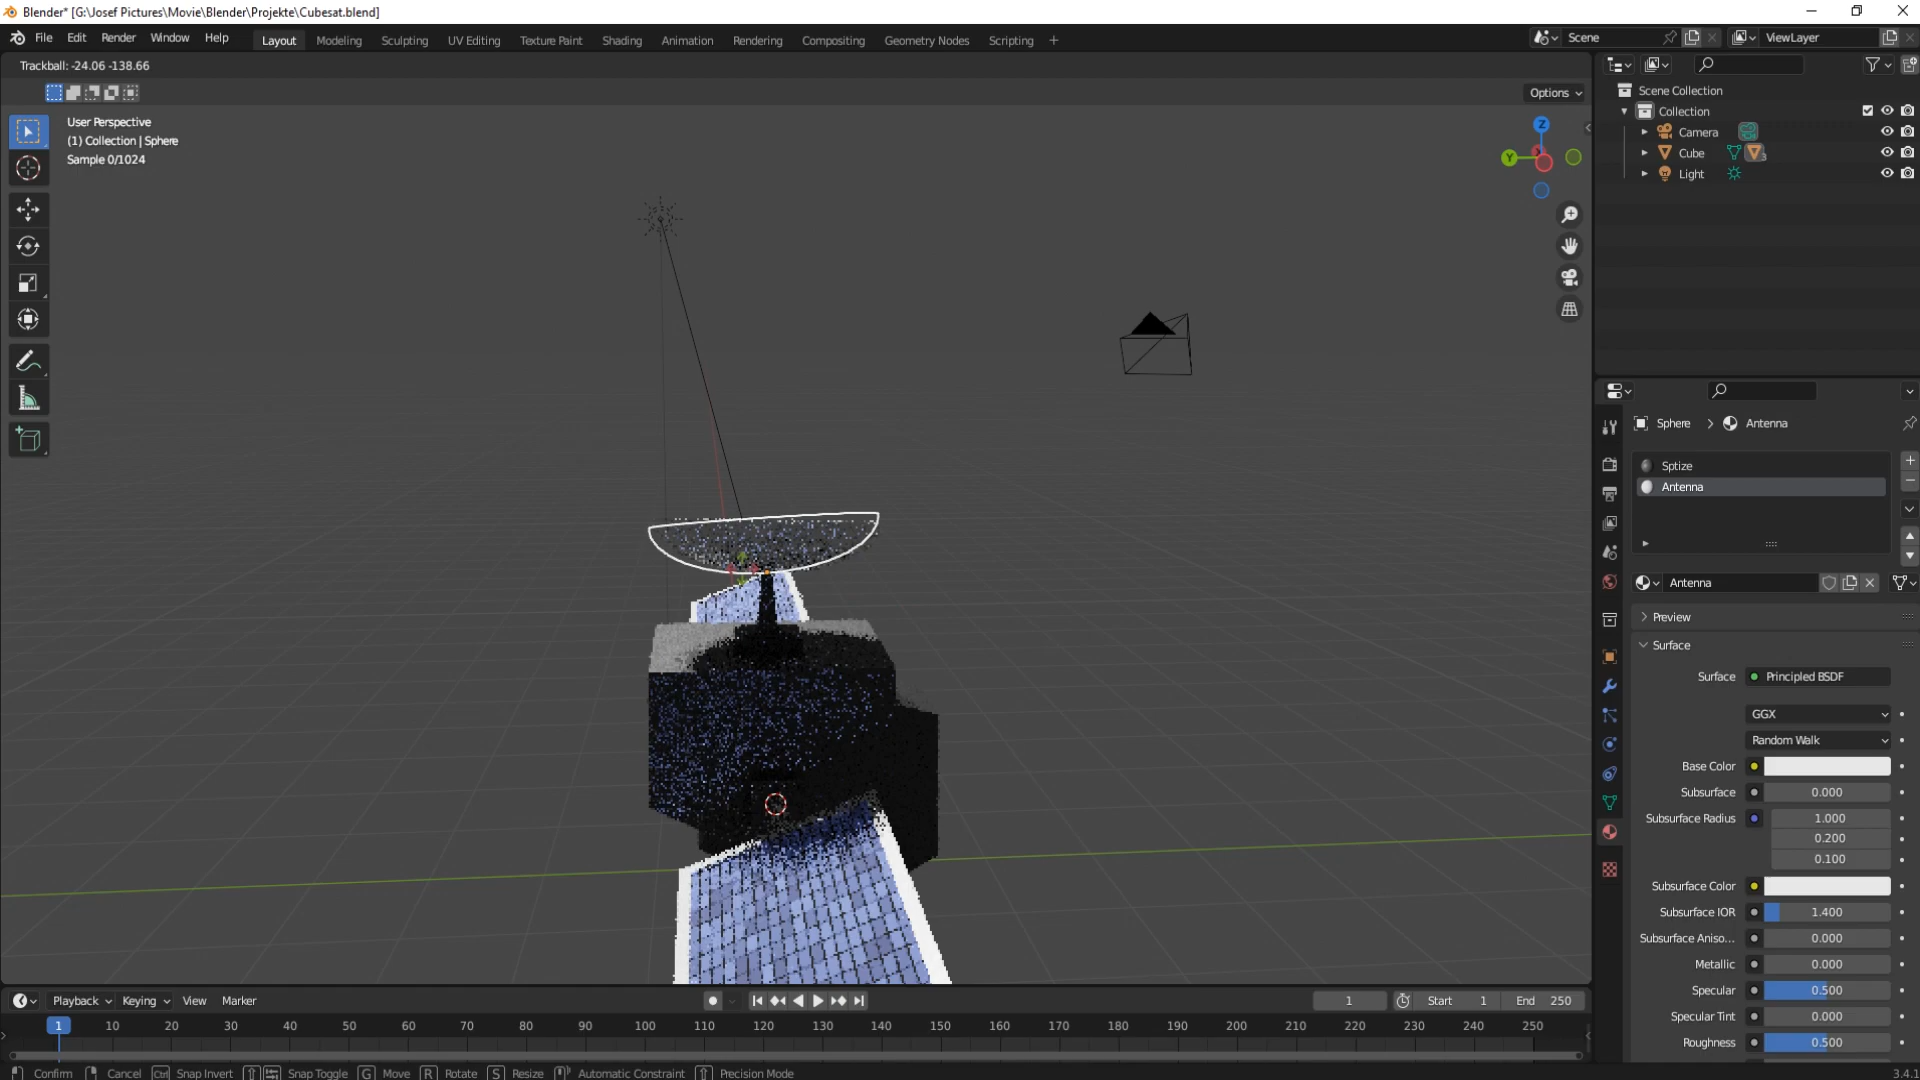 Blender* [G:\Josef Pictures\Movie\Blender\Projekte\Cubesat.blend]
File Edit Render Window Help Layout Modeling Sculpting UV Editing Texture Paint Shading Animation Rendering Compositing Geometry Nodes Scripting + Scene ViewLayer
Trackball: -24.06 -138.66
Options
User Perspective
(1) Collection | Sphere
Sample 0/1024
Z
Y
X
Scene Collection
Collection
Camera
Cube 3
Light
Sphere > Antenna
Sptize
Antenna
Antenna
Preview
Surface
Surface Principled BSDF
GGX
Random Walk
Base Color
Subsurface 0.000
Subsurface Radius 1.000
0.200
0.100
Subsurface Color
Subsurface IOR 1.400
Subsurface Aniso... 0.000
Metallic 0.000
Specular 0.500
Specular Tint 0.000
Roughness 0.500
Playback Keying View Marker 1 Start 1 End 250
1 10 20 30 40 50 60 70 80 90 100 110 120 130 140 150 160 170 180 190 200 210 220 230 240 250
Confirm Cancel Ctrl Snap Invert Snap Toggle G Move R Rotate S Resize Automatic Constraint Precision Mode 3.4.1